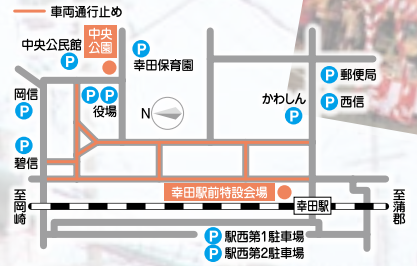 車両通行止め
中央
公園
中央公民館
P
P
幸田保育園
P
郵便局
岡信
P
P
P
役場
N
かわしん
P
P
西信
碧信
P
幸田駅前特設会場
至岡崎
幸田駅
至蒲郡
P
駅西第1駐車場
P
駅西第2駐車場